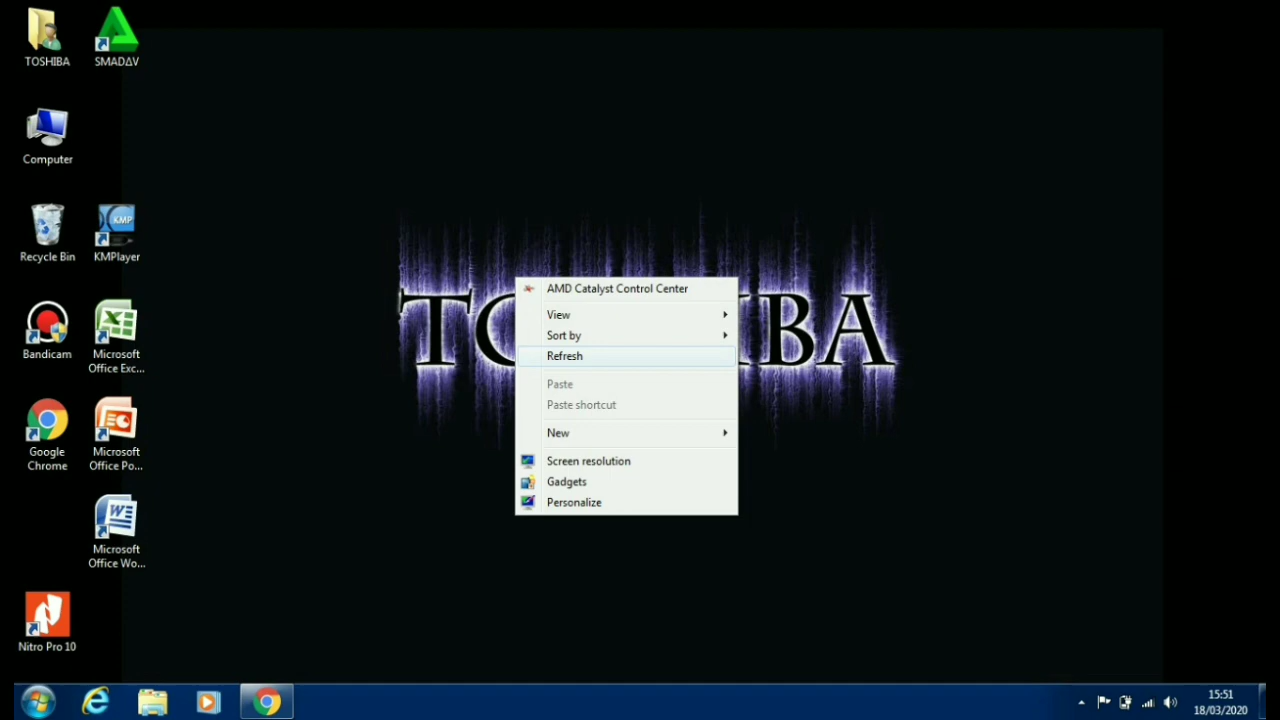 TOSHIBA
SMADΔV
Computer
Recycle Bin
KMP
KMPlayer
Bandicam
Microsoft
Office Exc...
Google
Chrome
Microsoft
Office Po...
Microsoft
Office Wo...
Nitro Pro 10
AMD Catalyst Control Center
View
Sort by
Refresh
Paste
Paste shortcut
New
Screen resolution
Gadgets
Personalize
15:51
18/03/2020